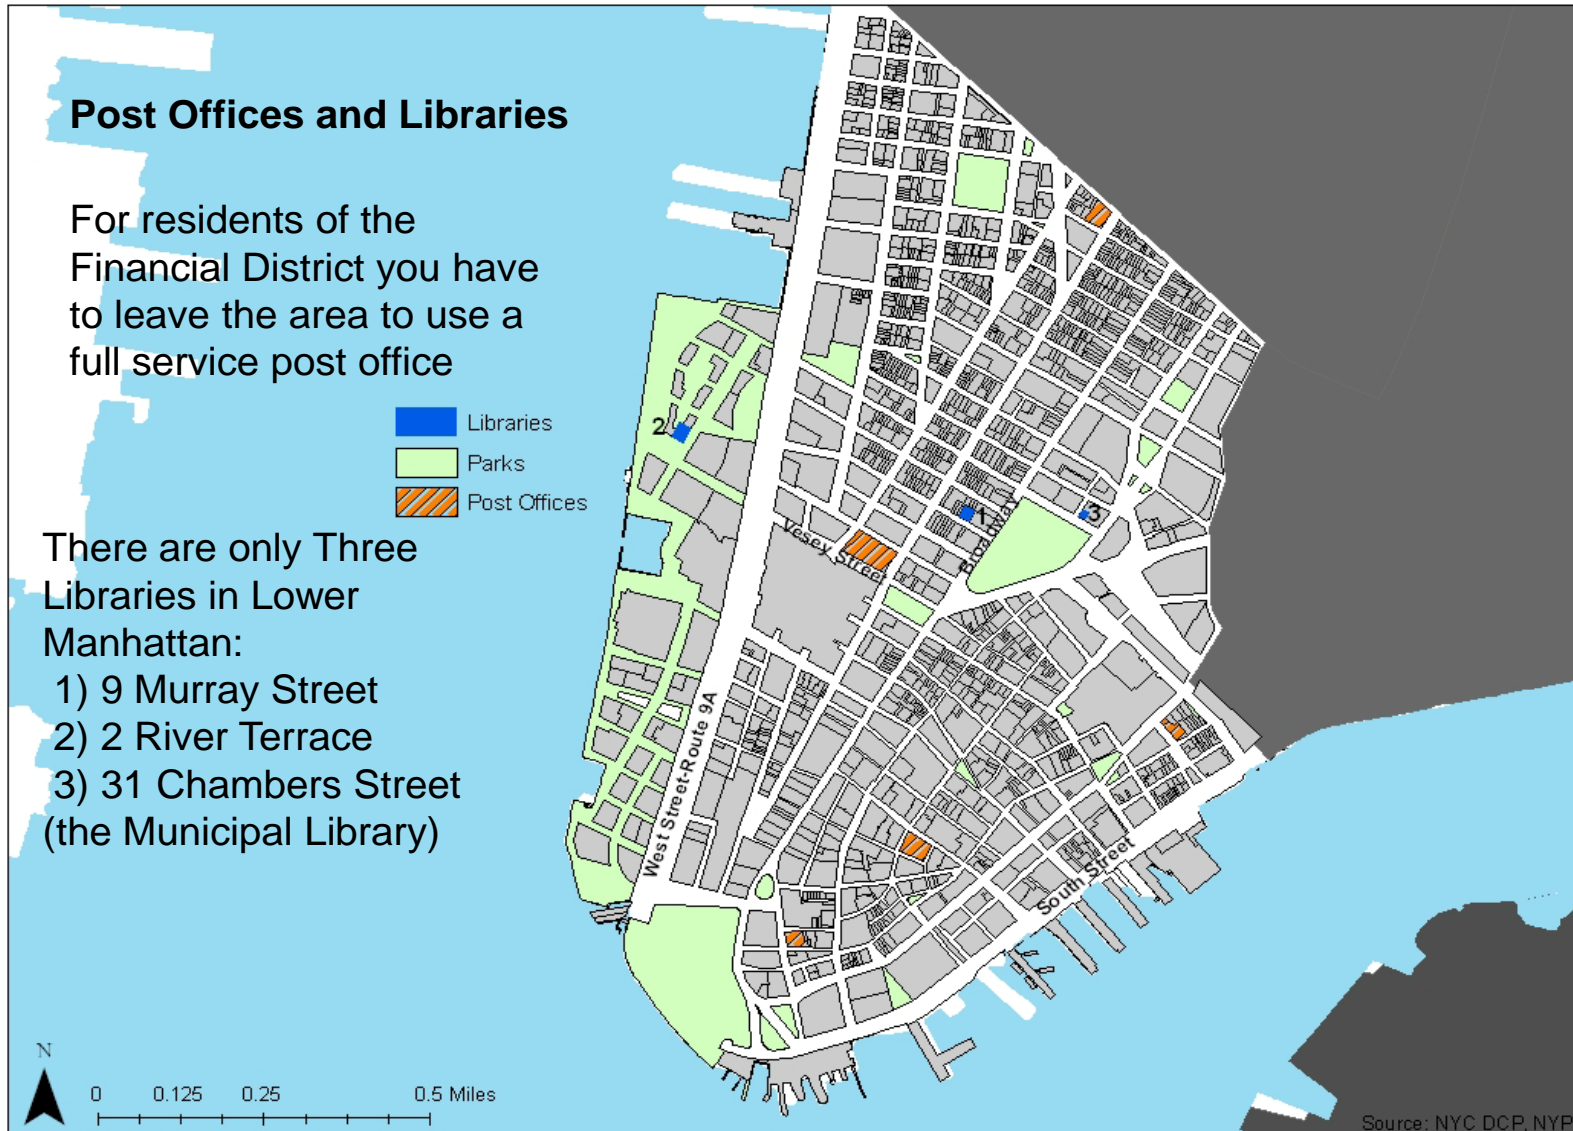 Post Offices and Libraries
For residents of the
Financial District you have
to leave the area to use a
full service post office
Libraries
Parks
Post Offices
There are only Three
Libraries in Lower
Manhattan:
1) 9 Murray Street
2) 2 River Terrace
3) 31 Chambers Street
(the Municipal Library)
2
1
3
Broadway
Vesey Street
West Street-Route 9A
South Street
N
0 0.125 0.25 0.5 Miles
Source: NYC DCP, NYP